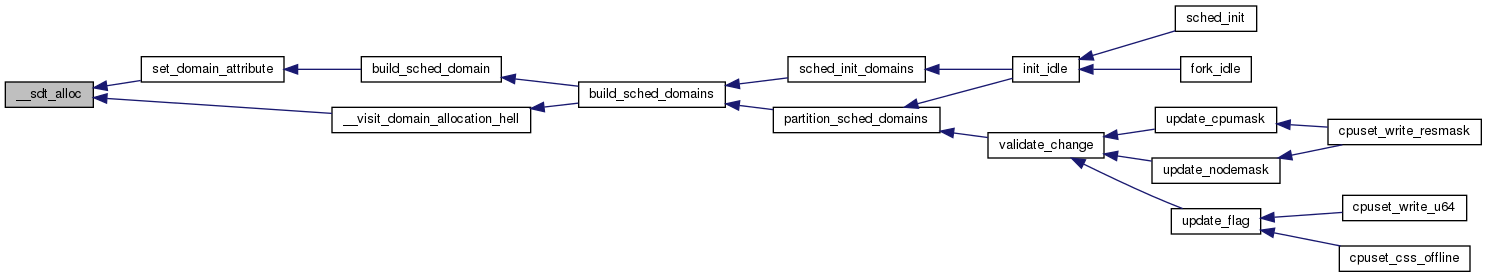 __sdt_alloc
set_domain_attribute
__visit_domain_allocation_hell
build_sched_domain
build_sched_domains
sched_init_domains
partition_sched_domains
init_idle
validate_change
sched_init
fork_idle
update_cpumask
update_nodemask
update_flag
cpuset_write_resmask
cpuset_write_u64
cpuset_css_offline